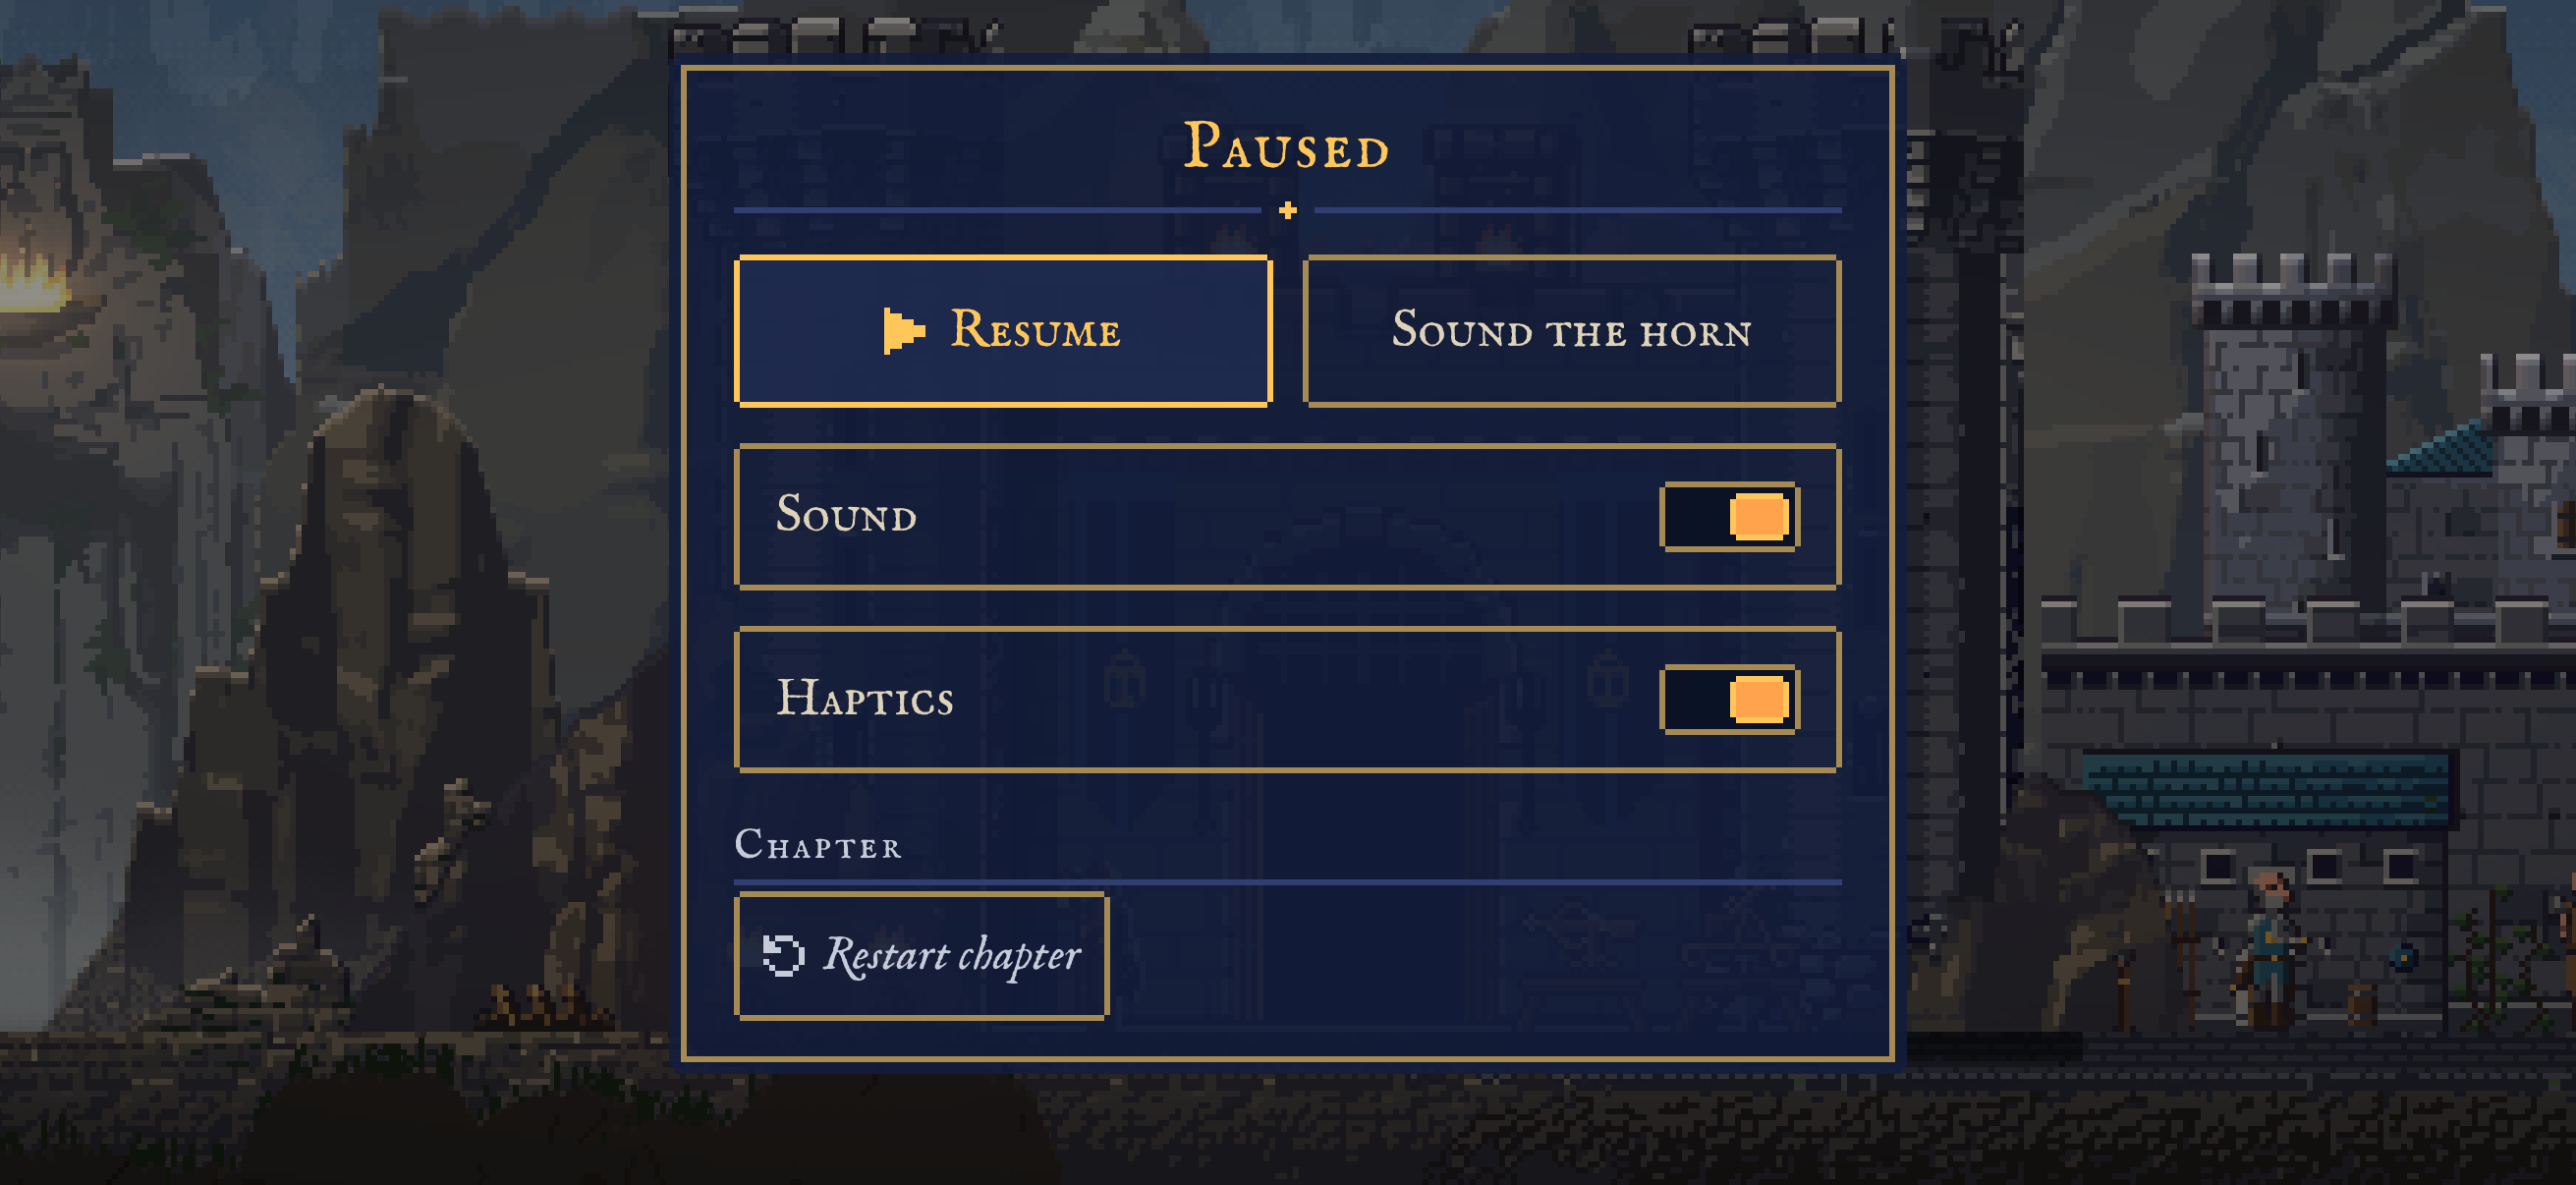 Paused
Resume
Sound the horn
Sound
Haptics
Chapter
Restart chapter